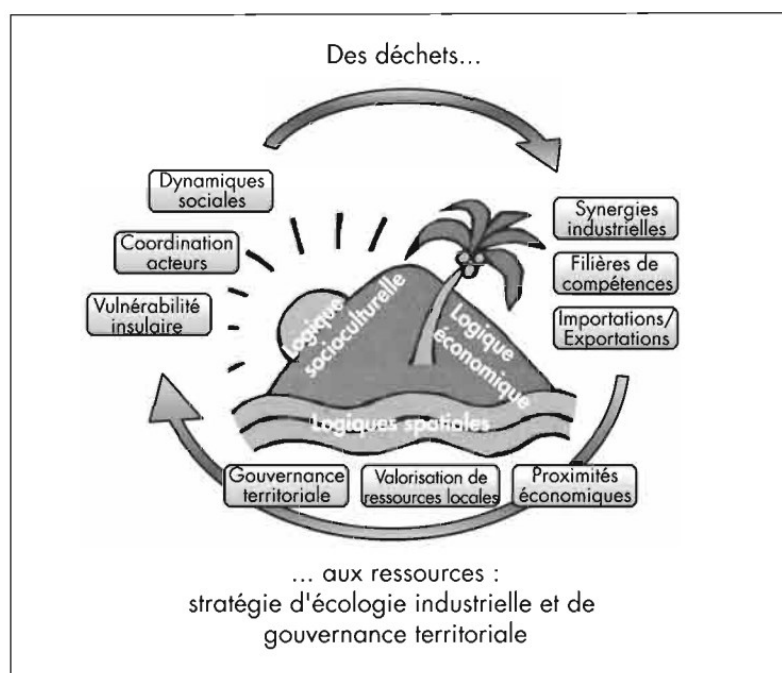 Des déchets...
Dynamiques
sociales
Coordination
acteurs
Vulnérabilité
insulaire
Synergies
industrielles
Filières de
compétences
Importations/
Exportations
Logique
socioculturelle
Logique
économique
Logiques spatiales
Gouvernance
territoriale
Valorisation de
ressources locales
Proximités
économiques
... aux ressources :
stratégie d'écologie industrielle et de
gouvernance territoriale